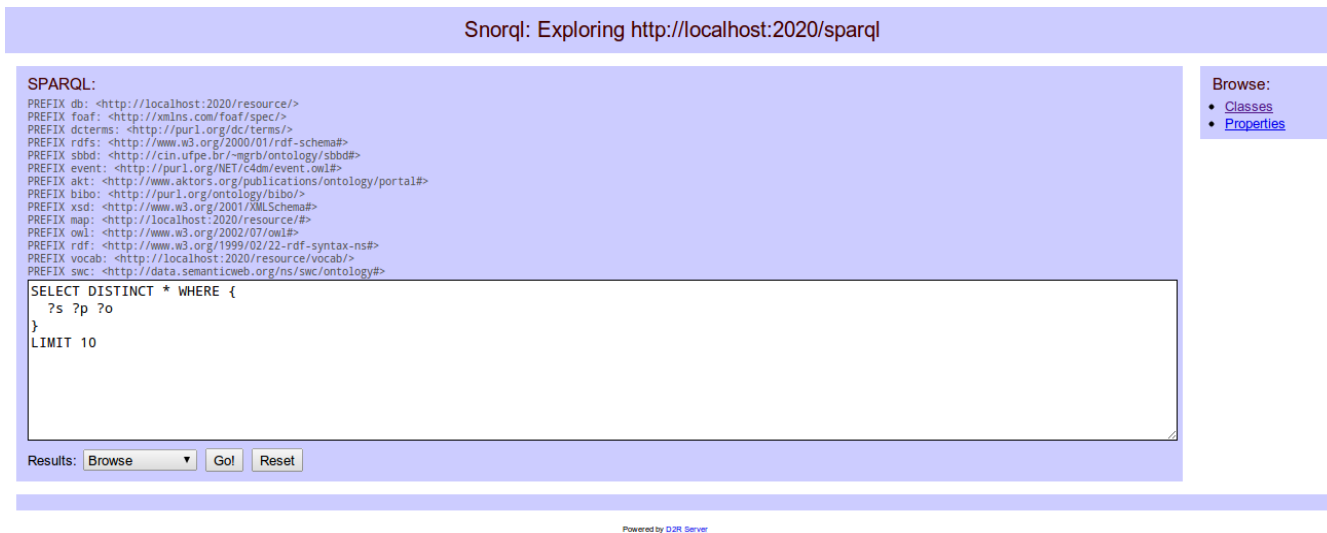 Snorql: Exploring http://localhost:2020/sparql
SPARQL:
PREFIX db: <http://localhost:2020/resource/>
PREFIX foaf: <http://xmlns.com/foaf/spec/>
PREFIX dcterms: <http://purl.org/dc/terms/>
PREFIX rdfs: <http://www.w3.org/2000/01/rdf-schema#>
PREFIX sbbd: <http://cin.ufpe.br/~mgrb/ontology/sbbd#>
PREFIX event: <http://purl.org/NET/c4dm/event.owl#>
PREFIX akt: <http://www.aktors.org/publications/ontology/portal#>
PREFIX bibo: <http://purl.org/ontology/bibo/>
PREFIX xsd: <http://www.w3.org/2001/XMLSchema#>
PREFIX map: <http://localhost:2020/resource/#>
PREFIX owl: <http://www.w3.org/2002/07/owl#>
PREFIX rdf: <http://www.w3.org/1999/02/22-rdf-syntax-ns#>
PREFIX vocab: <http://localhost:2020/resource/vocab/>
PREFIX swc: <http://data.semanticweb.org/ns/swc/ontology#>
SELECT DISTINCT * WHERE {
  ?s ?p ?o
}
LIMIT 10
Results: Browse Go! Reset
Browse:
Classes
Properties
Powered by D2R Server